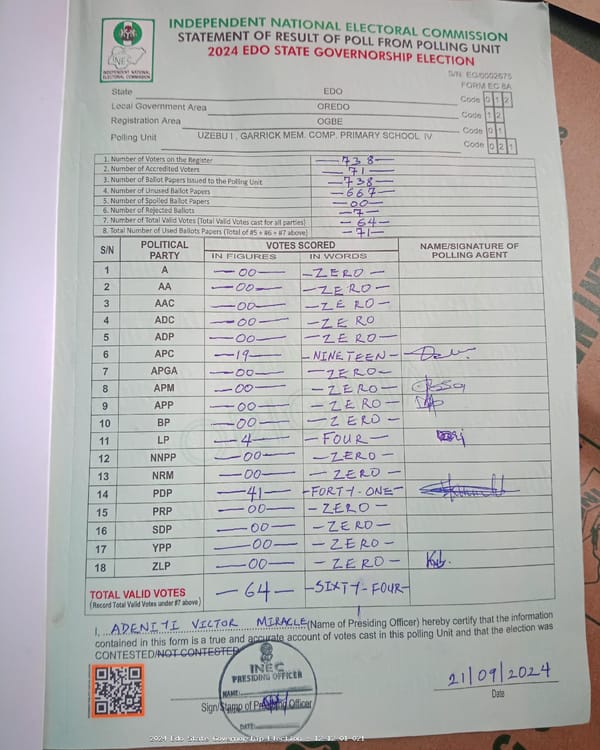 INDEPENDENT NATIONAL ELECTORAL COMMISSION
STATEMENT OF RESULT OF POLL FROM POLLING UNIT
2024 EDO STATE GOVERNORSHIP ELECTION
INEC
INDEPENDENT NATIONAL
ELECTORAL COMMISSION
S/N: EG/0002675
FORM EC 8A
State EDO Code 0 1 2
Local Government Area OREDO Code 1 2
Registration Area OGBE Code 0 1
Polling Unit UZEBU I , GARRICK MEM. COMP. PRIMARY SCHOOL IV Code 0 2 1
1. Number of Voters on the Register 738
2. Number of Accredited Voters 71
3. Number of Ballot Papers Issued to the Polling Unit 738
4. Number of Unused Ballot Papers 667
5. Number of Spoiled Ballot Papers 00
6. Number of Rejected Ballots 7
7. Number of Total Valid Votes (Total Valid Votes cast for all parties) 64
8. Total Number of Used Ballots Papers (Total of #5 + #6 + #7 above) 71
S/N POLITICAL PARTY VOTES SCORED NAME/SIGNATURE OF POLLING AGENT
IN FIGURES IN WORDS
1 A 00 ZERO
2 AA 00 ZERO
3 AAC 00 ZERO
4 ADC 00 ZERO
5 ADP 00 ZERO
6 APC 19 NINETEEN
7 APGA 00 ZERO
8 APM 00 ZERO
9 APP 00 ZERO
10 BP 00 ZERO
11 LP 4 FOUR
12 NNPP 00 ZERO
13 NRM 00 ZERO
14 PDP 41 FORTY-ONE
15 PRP 00 ZERO
16 SDP 00 ZERO
17 YPP 00 ZERO
18 ZLP 00 ZERO
TOTAL VALID VOTES 64 SIXTY-FOUR
(Record Total Valid Votes under #7 above)
I, ADENITI VICTOR MIRACLE (Name of Presiding Officer) hereby certify that the information
contained in this form is a true and accurate account of votes cast in this polling Unit and that the election was
CONTESTED/NOT CONTESTED
INEC
PRESIDING OFFICER
NAME:
Sign/Stamp of Presiding Officer
DATE:
21/09/2024
Date
2024 Edo State Governorship Election - 12-12-01-021